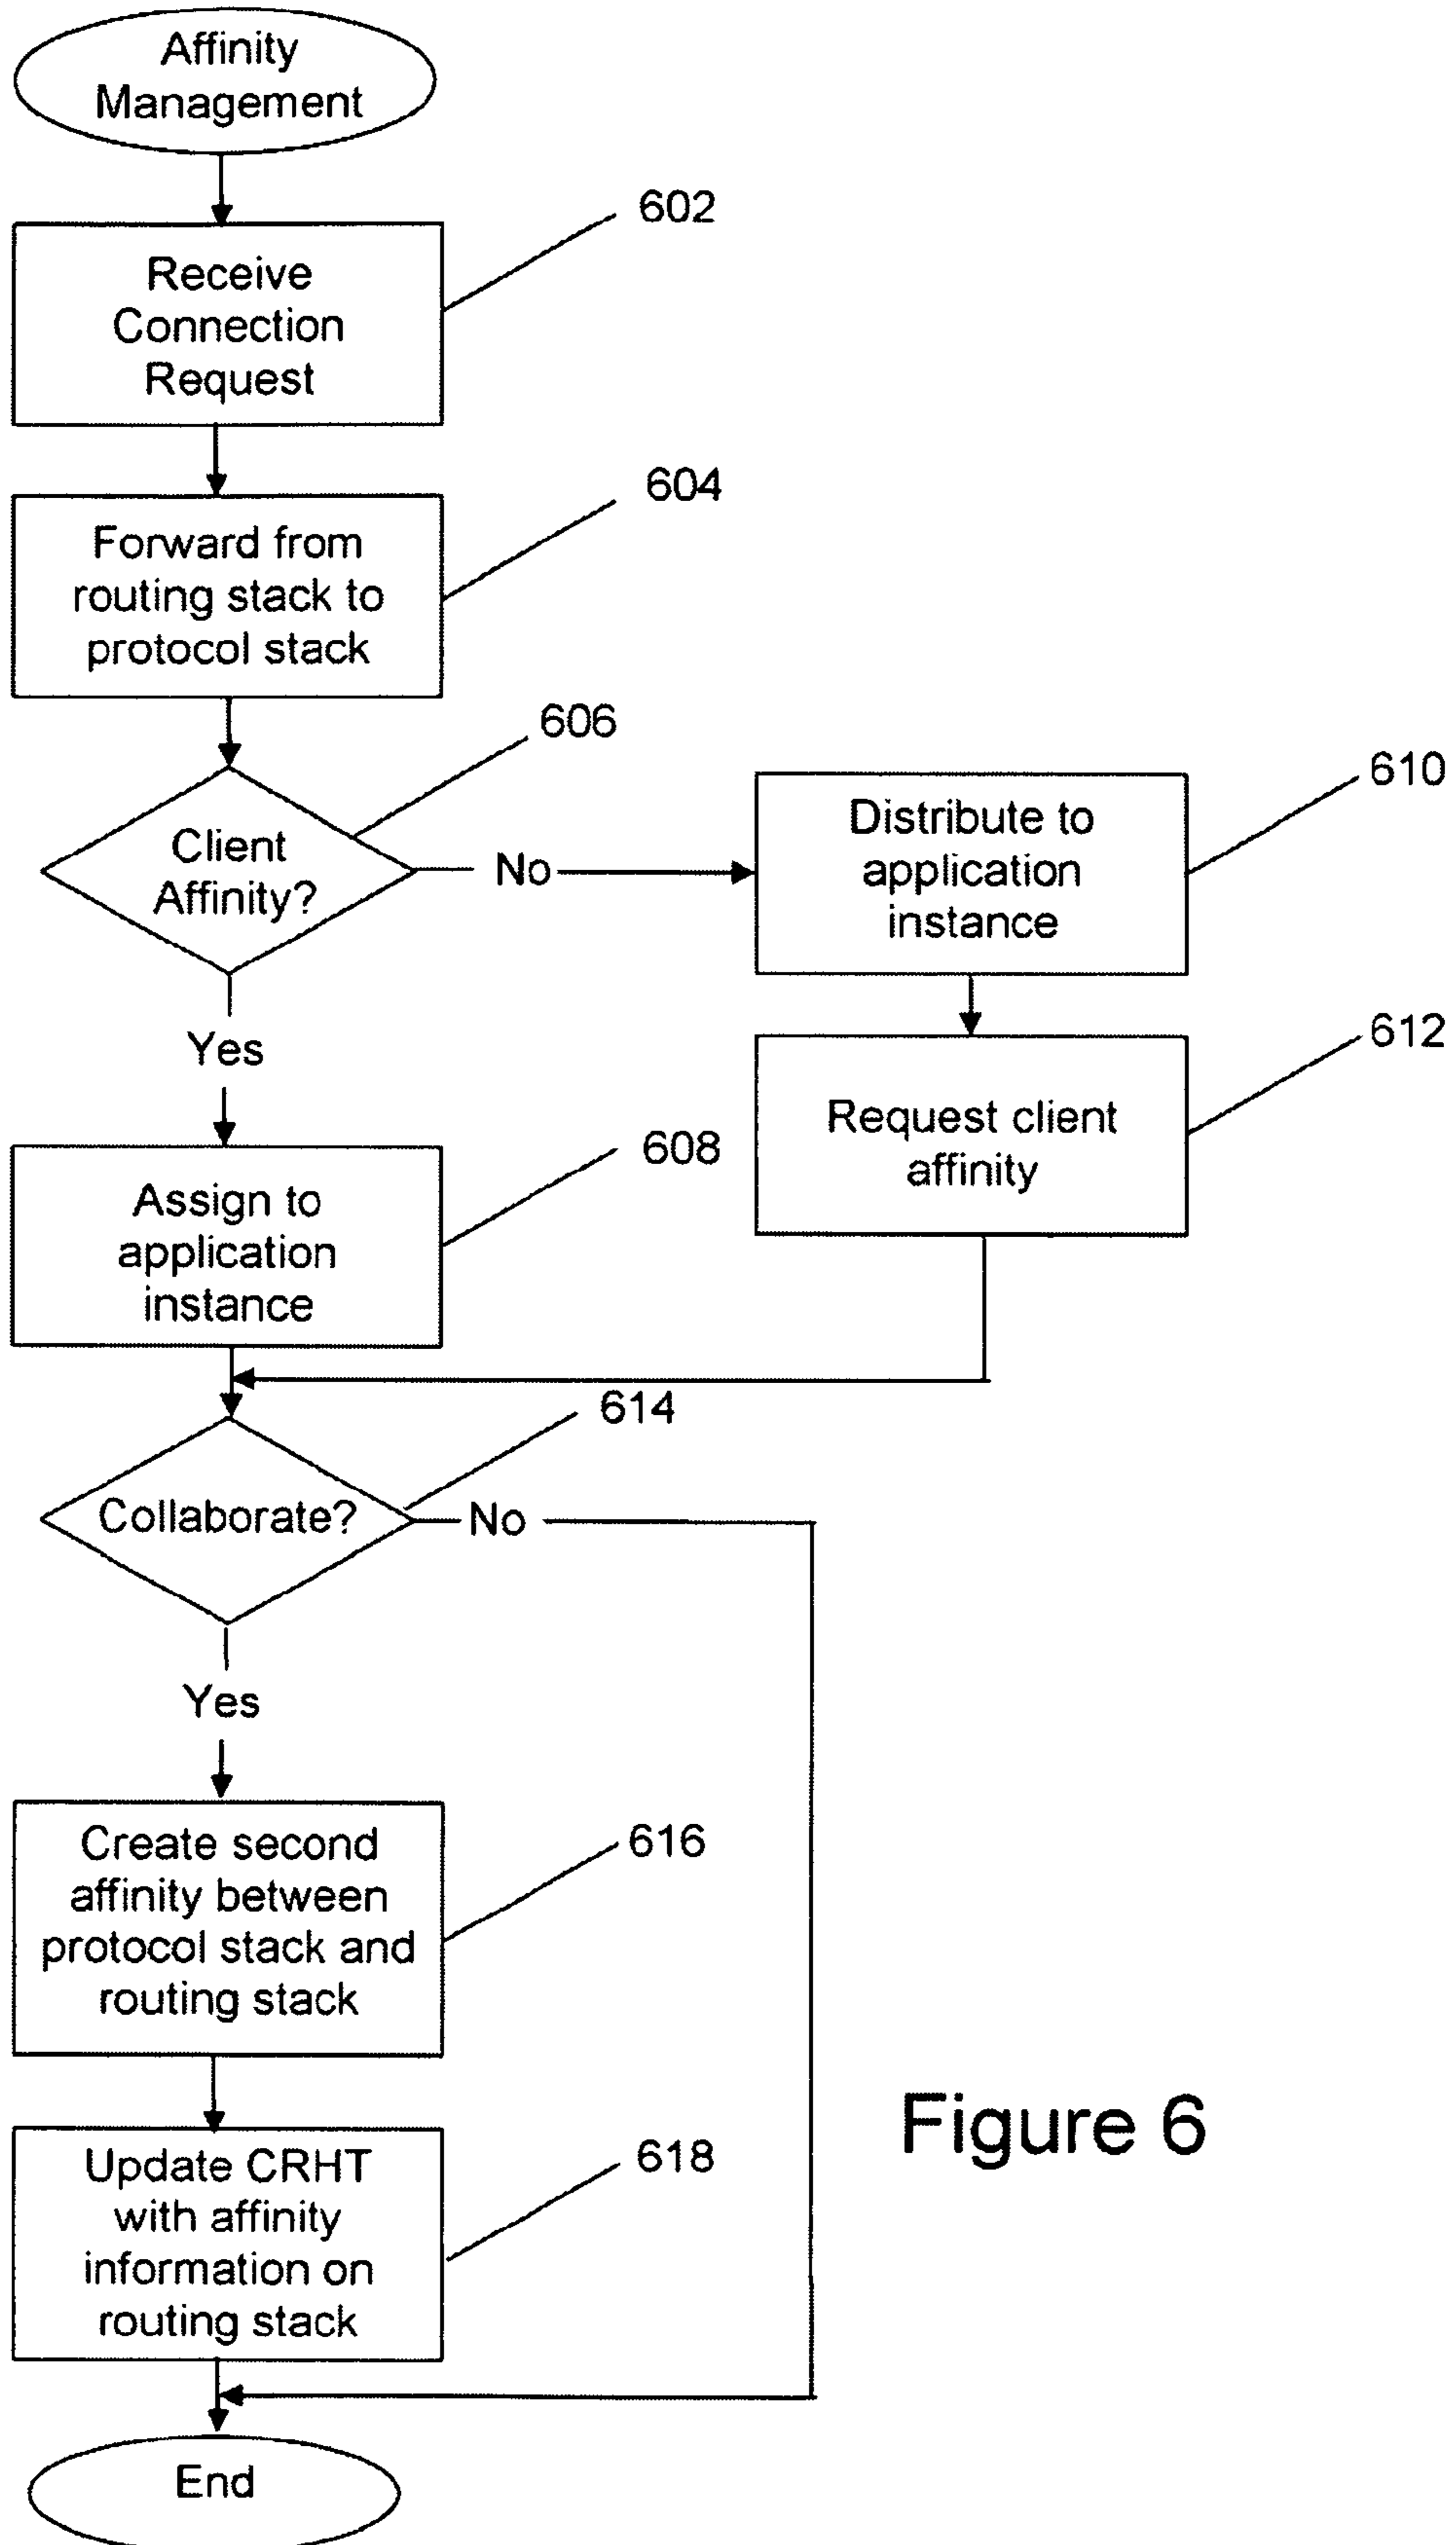 Affinity
Management
602
Receive
Connection
Request
604
Forward from
routing stack to
protocol stack
606
Client
Affinity?
No
610
Distribute to
application
instance
612
Request client
affinity
Yes
608
Assign to
application
instance
614
Collaborate?
No
Yes
616
Create second
affinity between
protocol stack and
routing stack
618
Update CRHT
with affinity
information on
routing stack
End
Figure 6